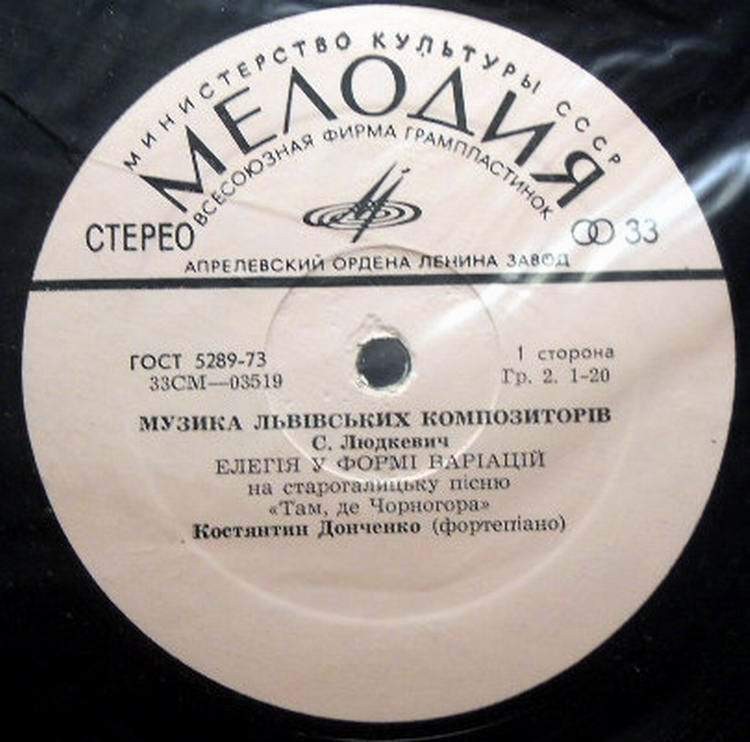 МИНИСТЕРСТВО КУЛЬТУРЫ СССР
МЕЛОДИЯ
ВСЕСОЮЗНАЯ ФИРМА ГРАМПЛАСТИНОК
СТЕРЕО
33
АПРЕЛЕВСКИЙ ОРДЕНА ЛЕНИНА ЗАВОД
ГОСТ 5289-73
1 сторона
33СМ—03519
Гр. 2. 1-20
МУЗИКА ЛЬВІВСЬКИХ КОМПОЗИТОРІВ
С. Людкевич
ЕЛЕГІЯ У ФОРМІ ВАРІАЦІЙ
на старогалицьку пісню
«Там, де Чорногора»
Костянтин Донченко (фортепіано)